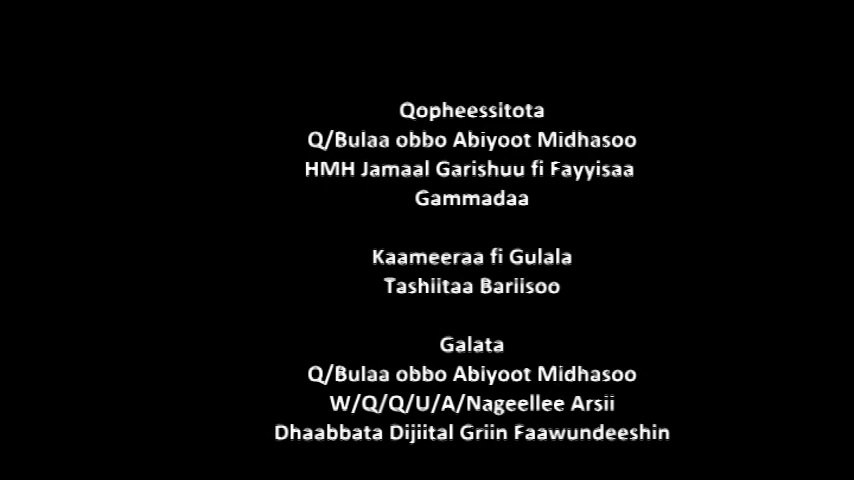 Qopheessitota
Q/Bulaa obbo Abiyoot Midhasoo
HMH Jamaal Garishuu fi Fayyisaa
Gammadaa
Kaameeraa fi Gulala
Tashiitaa Bariisoo
Galata
Q/Bulaa obbo Abiyoot Midhasoo
W/Q/Q/U/A/Nageellee Arsii
Dhaabbata Dijiital Griin Faawundeeshin